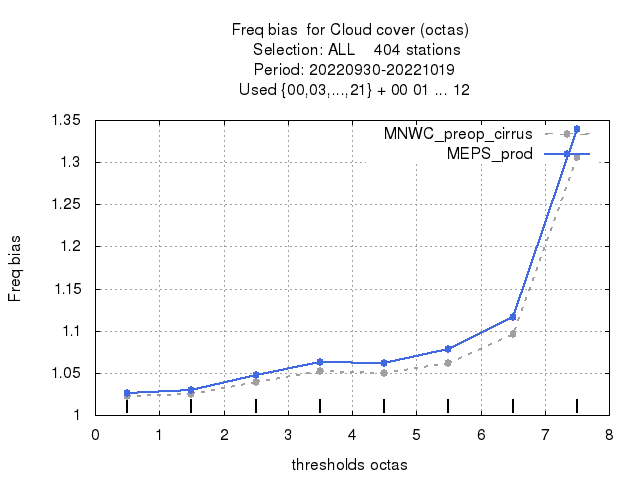 Freq bias  for Cloud cover (octas)
Selection: ALL    404 stations
Period: 20220930-20221019
Used {00,03,...,21} + 00 01 ... 12
MNWC_preop_cirrus
MEPS_prod
1.35
1.3
1.25
1.2
1.15
1.1
1.05
1
Freq bias
0 1 2 3 4 5 6 7 8
thresholds octas